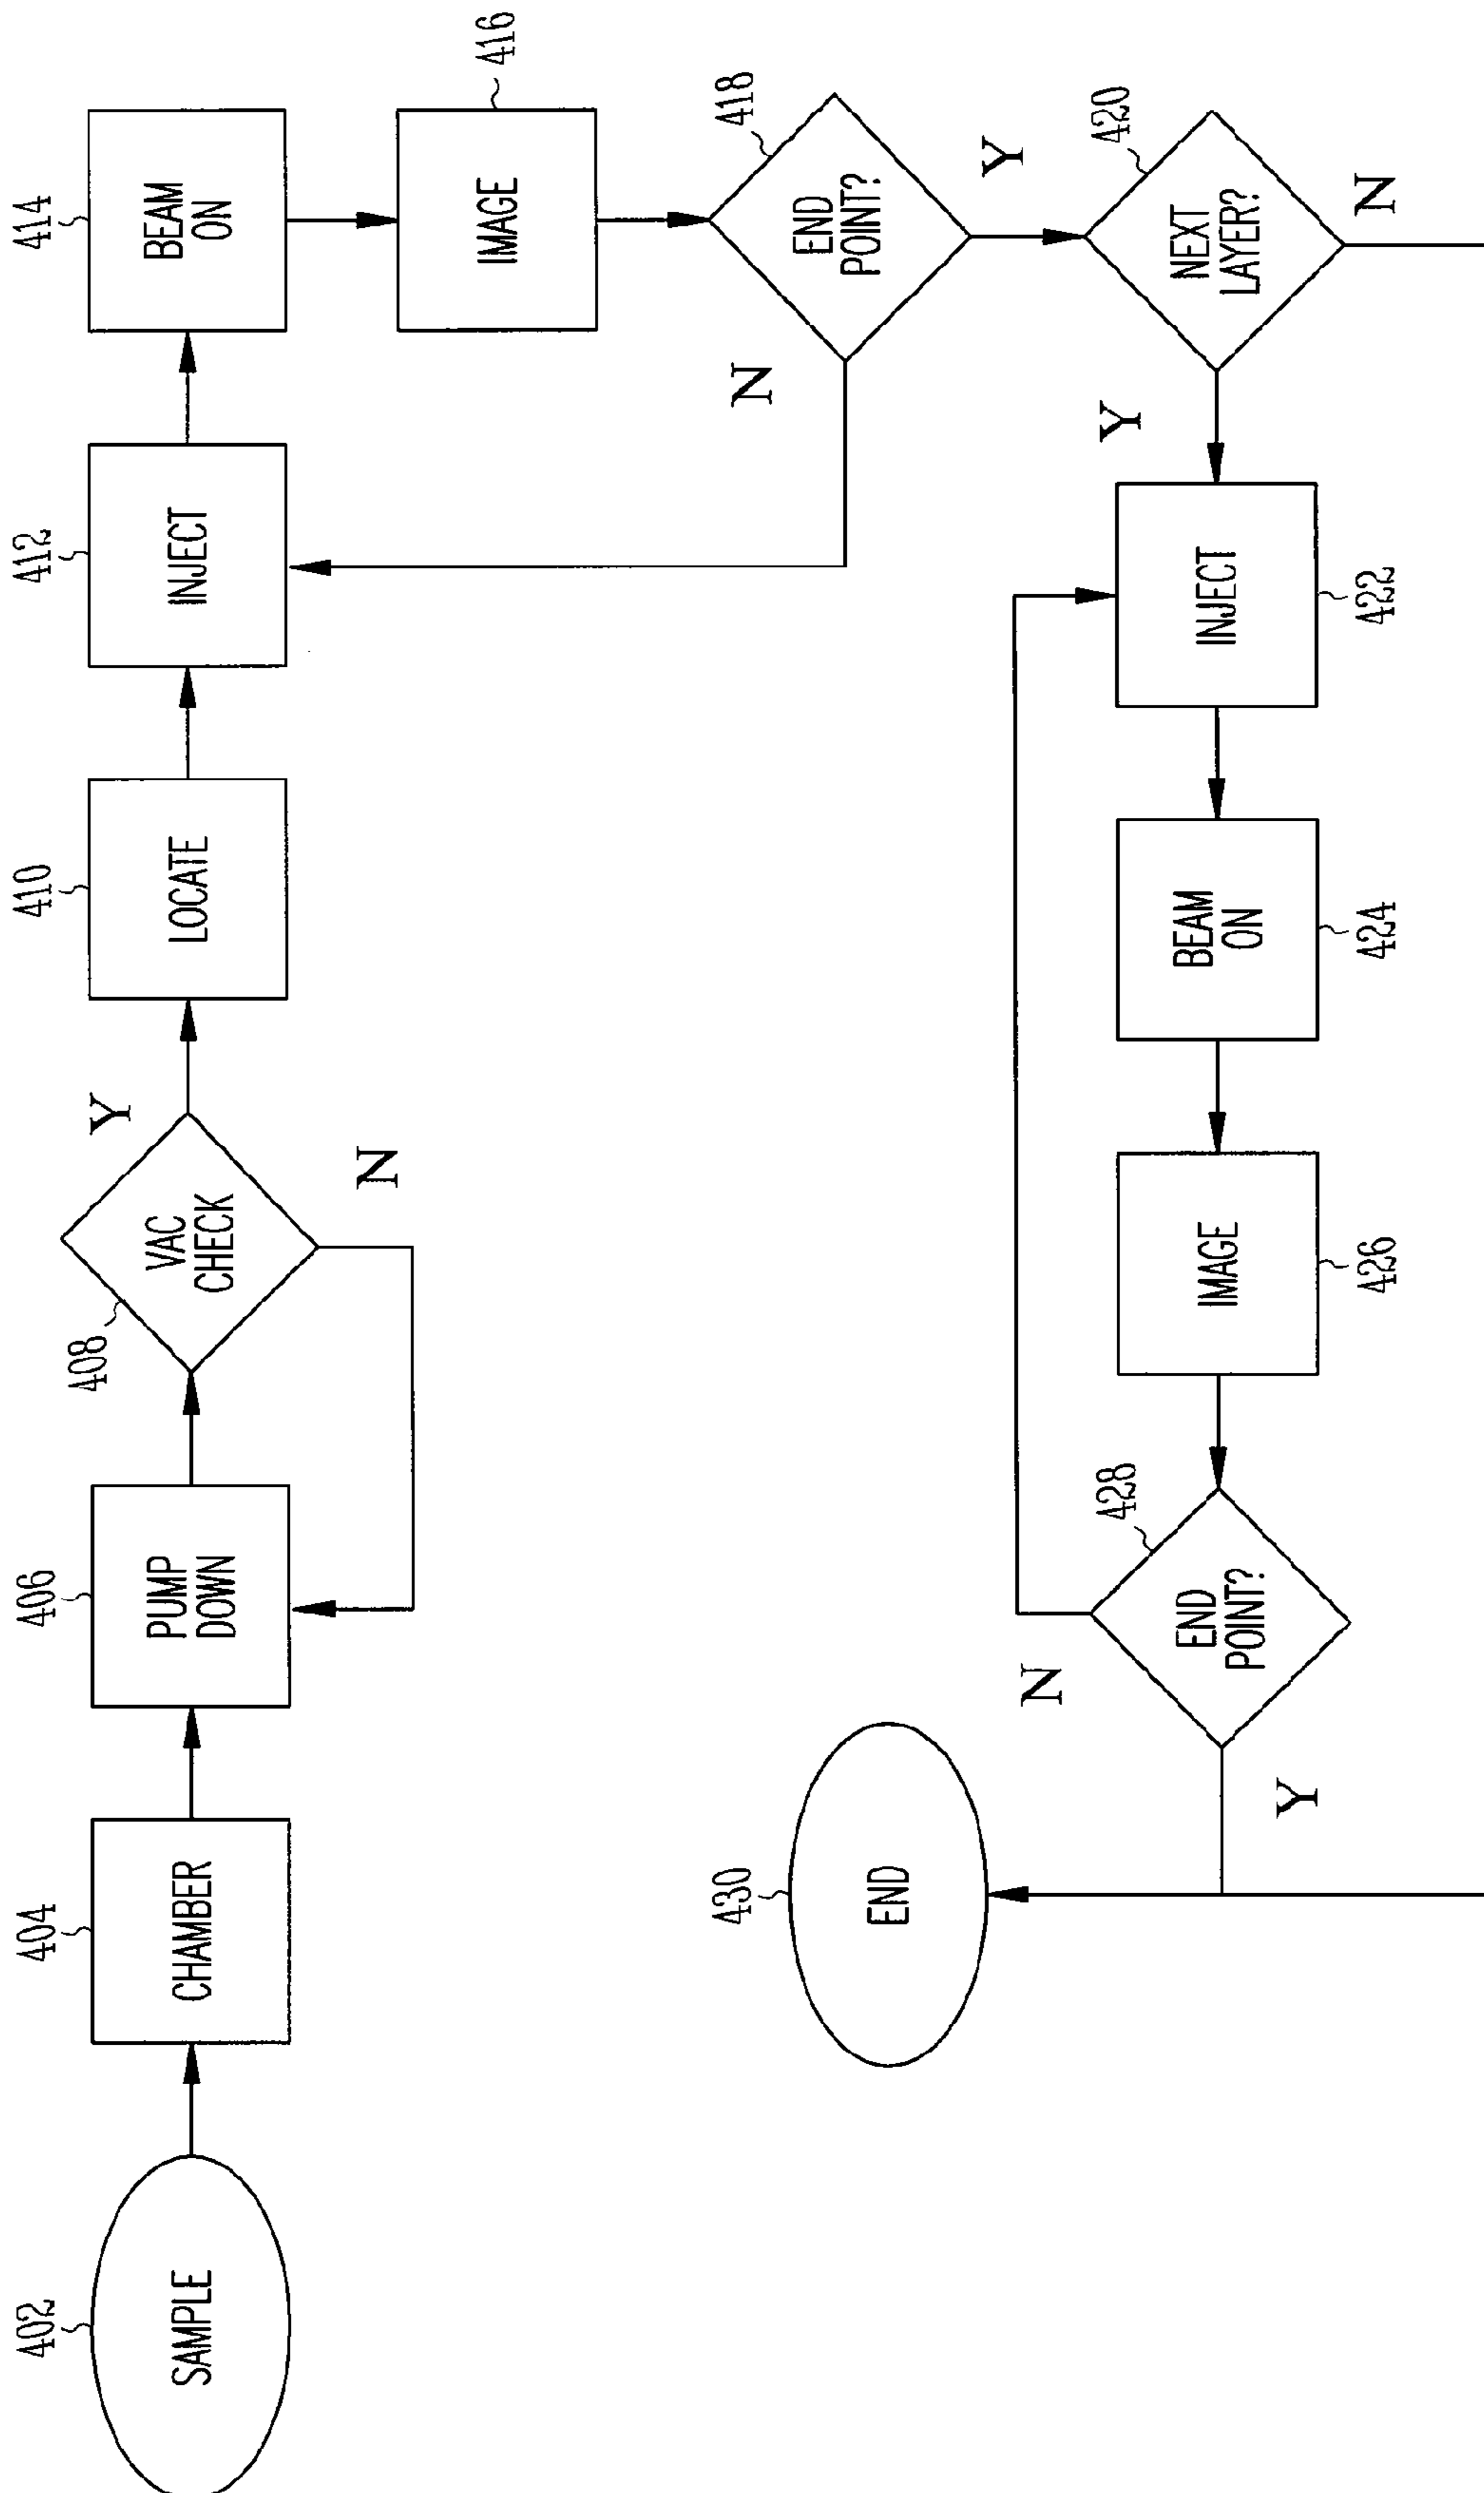 402
SAMPLE
404
CHAMBER
406
PUMP
DOWN
408
VAC
CHECK
Y
N
410
LOCATE
412
INJECT
414
BEAM
ON
416
IMAGE
418
END
POINT?
N
Y
420
NEXT
LAYER?
Y
N
422
INJECT
424
BEAM
ON
426
IMAGE
428
END
POINT?
N
Y
430
END